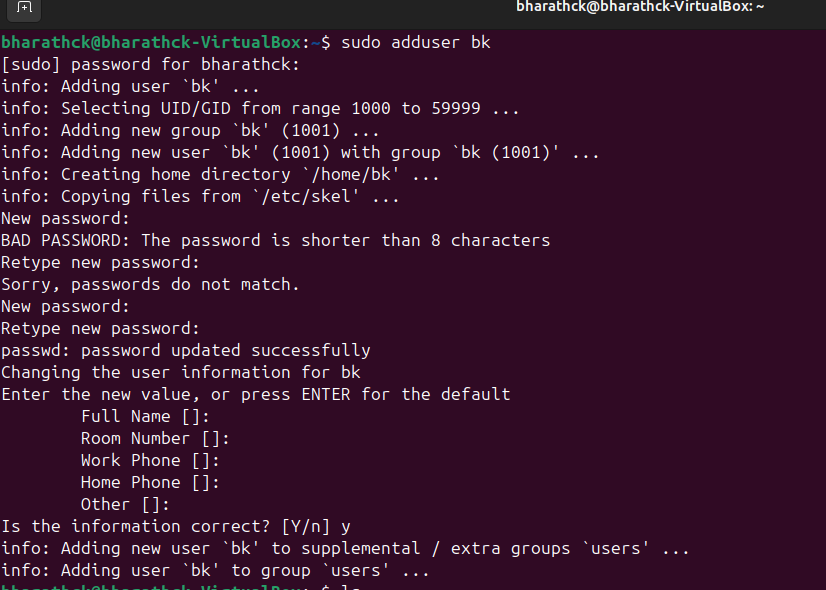 bharathck@bharathck-VirtualBox: ~
bharathck@bharathck-VirtualBox:~$ sudo adduser bk
[sudo] password for bharathck:
info: Adding user `bk' ...
info: Selecting UID/GID from range 1000 to 59999 ...
info: Adding new group `bk' (1001) ...
info: Adding new user `bk' (1001) with group `bk (1001)' ...
info: Creating home directory `/home/bk' ...
info: Copying files from `/etc/skel' ...
New password:
BAD PASSWORD: The password is shorter than 8 characters
Retype new password:
Sorry, passwords do not match.
New password:
Retype new password:
passwd: password updated successfully
Changing the user information for bk
Enter the new value, or press ENTER for the default
Full Name []:
Room Number []:
Work Phone []:
Home Phone []:
Other []:
Is the information correct? [Y/n] y
info: Adding new user `bk' to supplemental / extra groups `users' ...
info: Adding user `bk' to group `users' ...